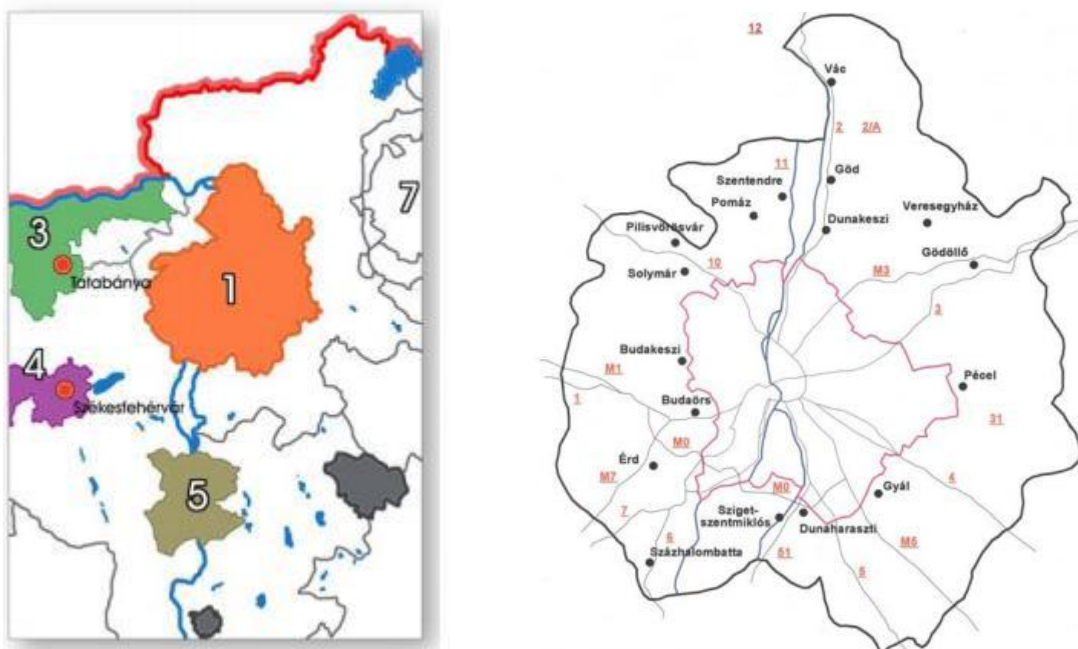 3
Tatabánya
1
7
4
Székesfehérvár
5
12
Vác
2
2/A
11
Szentendre
Göd
Pomáz
Veresegyház
Pilisvörösvár
Dunakeszi
Gödöllő
10
Solymár
M3
3
Budakeszi
M1
Pécel
1
Budaörs
31
M0
Érd
M7
M0
4
Gyál
7
Sziget-
szentmiklós
Dunaharaszti
6
M5
Százhalombatta
51
5